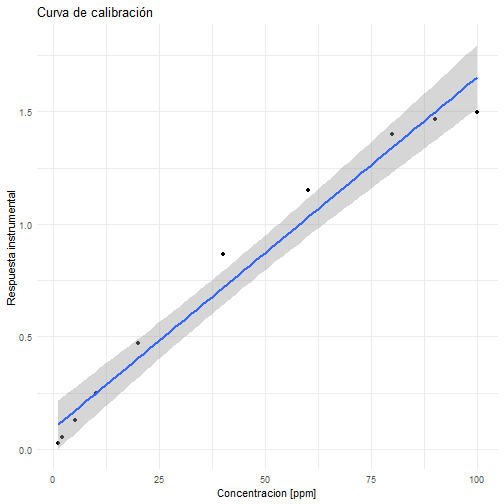 Curva de calibración
Respuesta instrumental
1.5
1.0
0.5
0.0
0 25 50 75 100
Concentracion [ppm]